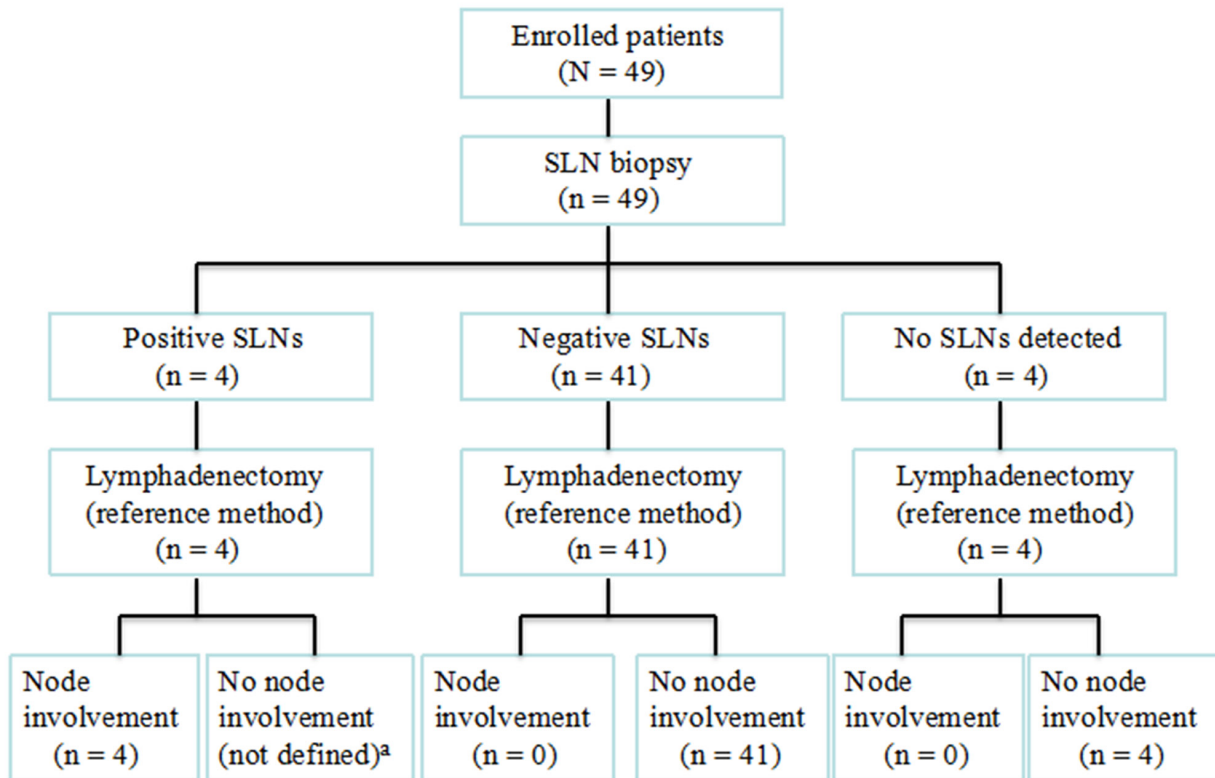 Enrolled patients
(N = 49)
SLN biopsy
(n = 49)
Positive SLNs
(n = 4)
Negative SLNs
(n = 41)
No SLNs detected
(n = 4)
Lymphadenectomy
(reference method)
(n = 4)
Lymphadenectomy
(reference method)
(n = 41)
Lymphadenectomy
(reference method)
(n = 4)
Node
involvement
(n = 4)
No node
involvement
(not defined)ᵃ
Node
involvement
(n = 0)
No node
involvement
(n = 41)
Node
involvement
(n = 0)
No node
involvement
(n = 4)